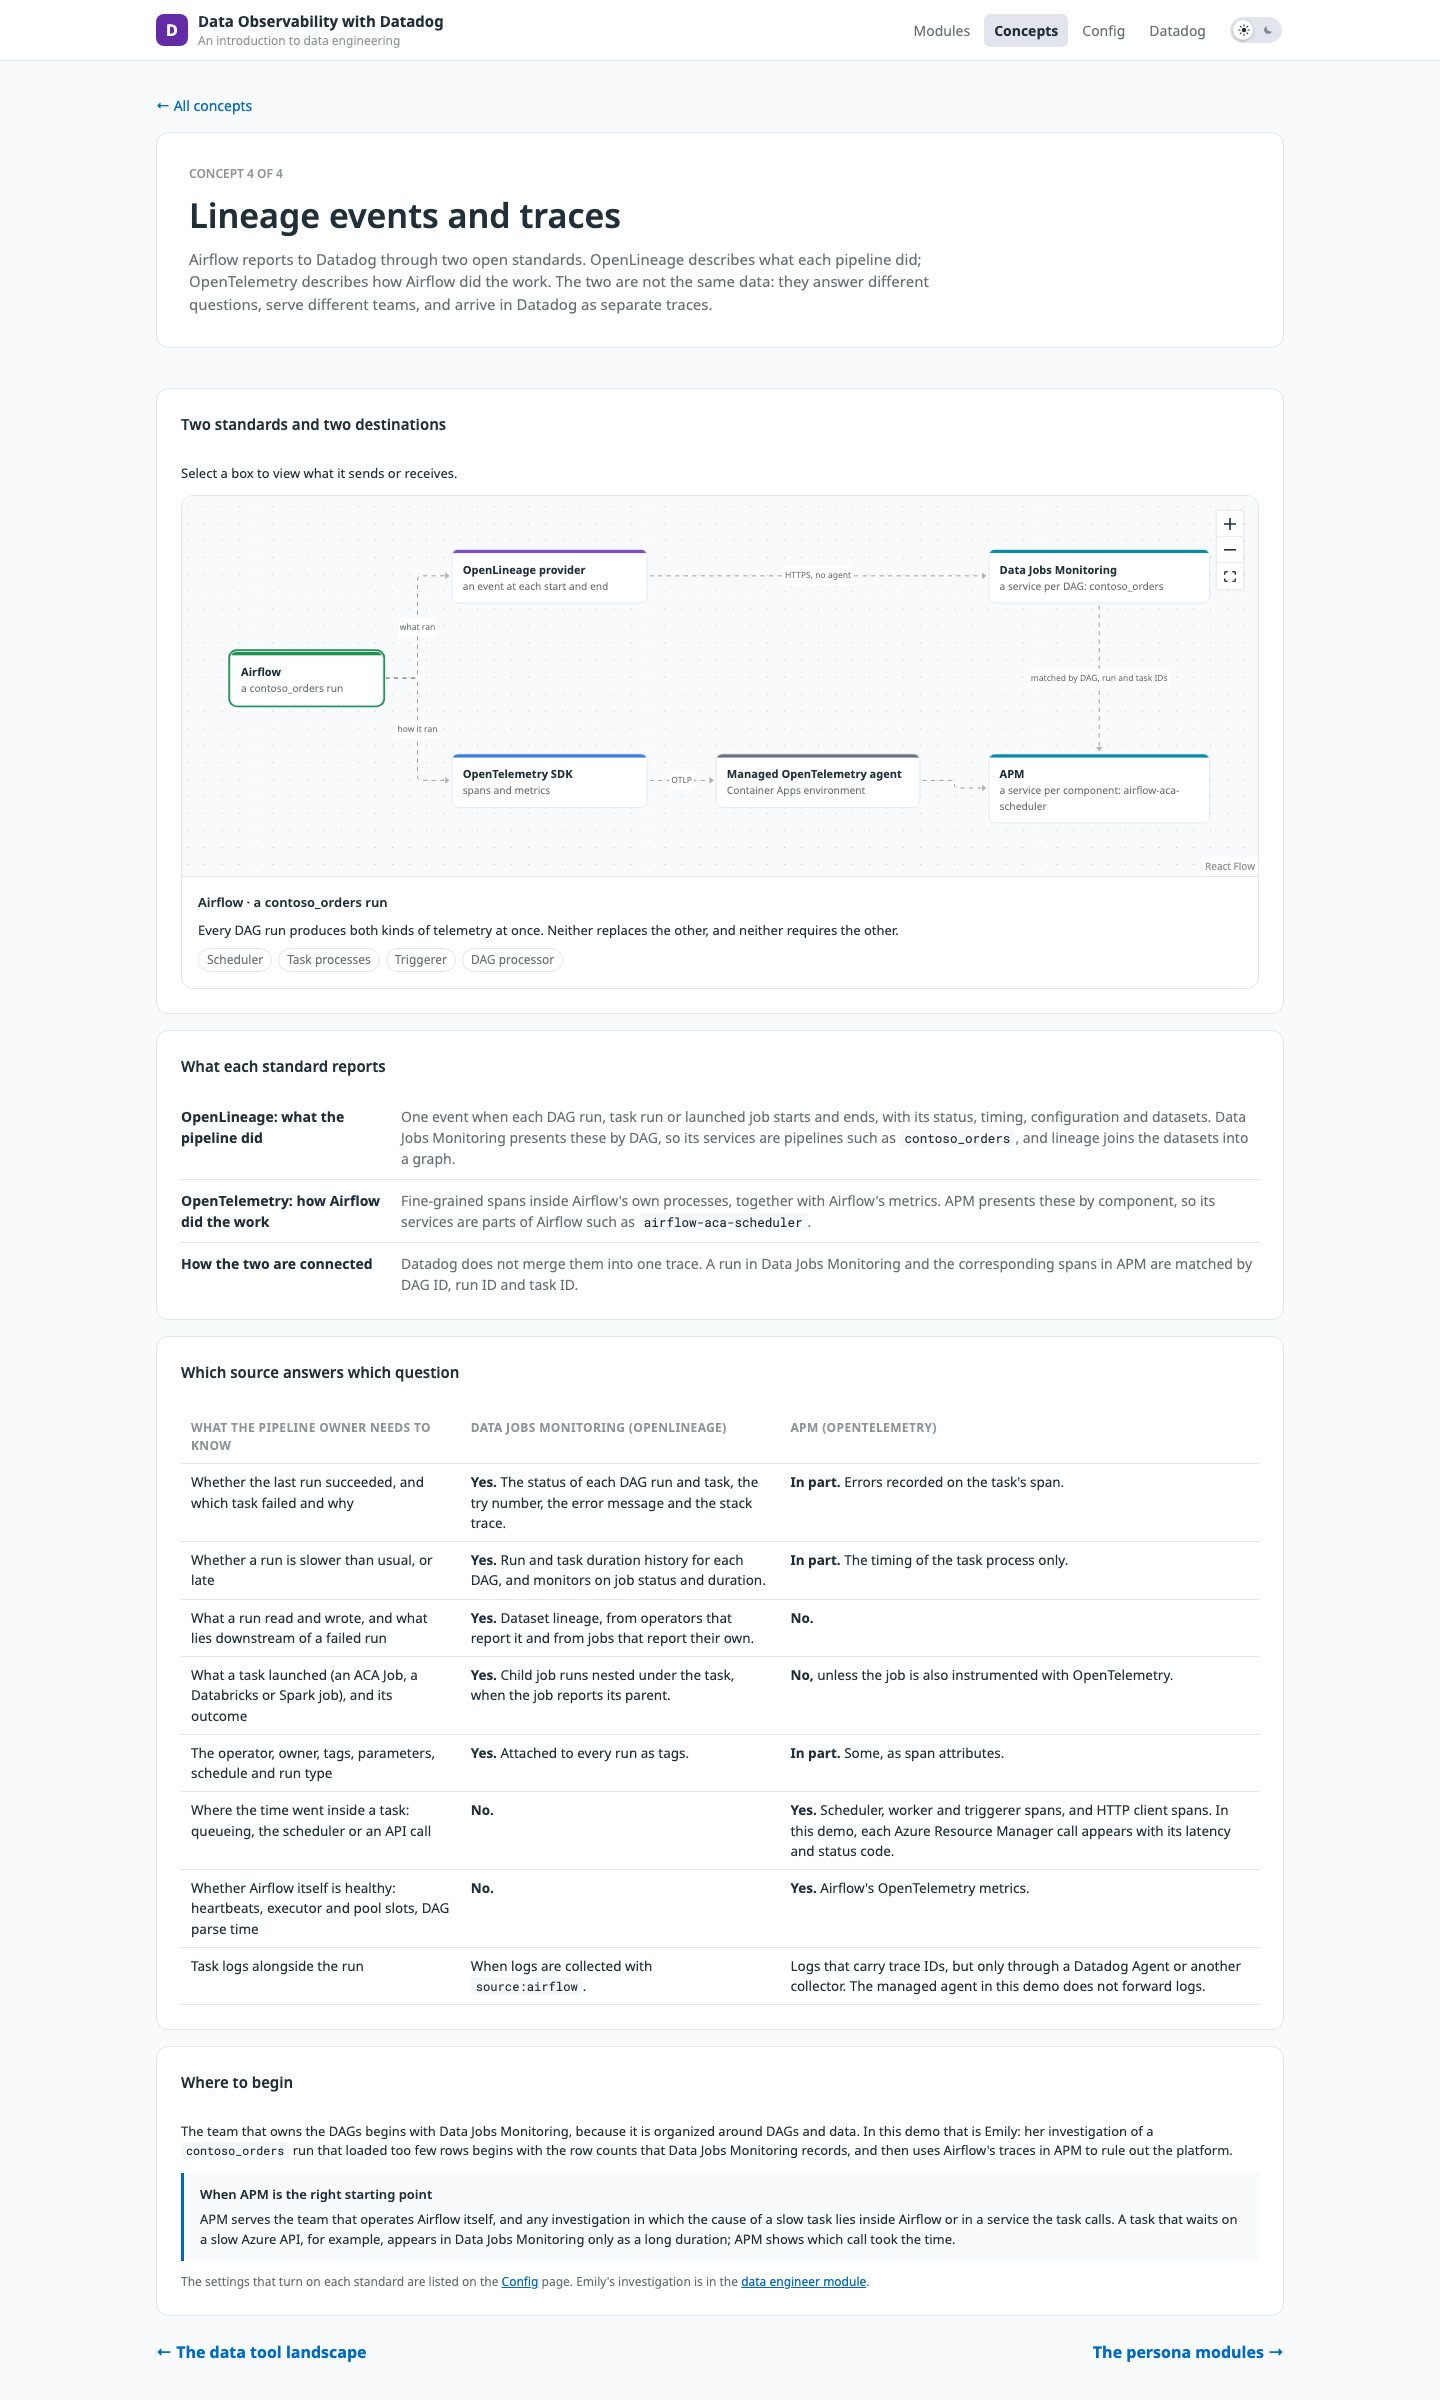 D
Data Observability with Datadog
An introduction to data engineering
Modules
Concepts
Config
Datadog
← All concepts
CONCEPT 4 OF 4
Lineage events and traces
Airflow reports to Datadog through two open standards. OpenLineage describes what each pipeline did;
OpenTelemetry describes how Airflow did the work. The two are not the same data: they answer different
questions, serve different teams, and arrive in Datadog as separate traces.
Two standards and two destinations
Select a box to view what it sends or receives.
OpenLineage provider
an event at each start and end
HTTPS, no agent
Data Jobs Monitoring
a service per DAG: contoso_orders
what ran
Airflow
a contoso_orders run
matched by DAG, run and task IDs
how it ran
OpenTelemetry SDK
spans and metrics
OTLP
Managed OpenTelemetry agent
Container Apps environment
APM
a service per component: airflow-aca-
scheduler
React Flow
Airflow · a contoso_orders run
Every DAG run produces both kinds of telemetry at once. Neither replaces the other, and neither requires the other.
Scheduler
Task processes
Triggerer
DAG processor
What each standard reports
OpenLineage: what the
pipeline did
One event when each DAG run, task run or launched job starts and ends, with its status, timing, configuration and datasets. Data
Jobs Monitoring presents these by DAG, so its services are pipelines such as contoso_orders, and lineage joins the datasets into
a graph.
OpenTelemetry: how Airflow
did the work
Fine-grained spans inside Airflow's own processes, together with Airflow's metrics. APM presents these by component, so its
services are parts of Airflow such as airflow-aca-scheduler.
How the two are connected
Datadog does not merge them into one trace. A run in Data Jobs Monitoring and the corresponding spans in APM are matched by
DAG ID, run ID and task ID.
Which source answers which question
WHAT THE PIPELINE OWNER NEEDS TO
KNOW
DATA JOBS MONITORING (OPENLINEAGE)
APM (OPENTELEMETRY)
Whether the last run succeeded, and
which task failed and why
Yes. The status of each DAG run and task, the
try number, the error message and the stack
trace.
In part. Errors recorded on the task's span.
Whether a run is slower than usual, or
late
Yes. Run and task duration history for each
DAG, and monitors on job status and duration.
In part. The timing of the task process only.
What a run read and wrote, and what
lies downstream of a failed run
Yes. Dataset lineage, from operators that
report it and from jobs that report their own.
No.
What a task launched (an ACA Job, a
Databricks or Spark job), and its
outcome
Yes. Child job runs nested under the task,
when the job reports its parent.
No, unless the job is also instrumented with OpenTelemetry.
The operator, owner, tags, parameters,
schedule and run type
Yes. Attached to every run as tags.
In part. Some, as span attributes.
Where the time went inside a task:
queueing, the scheduler or an API call
No.
Yes. Scheduler, worker and triggerer spans, and HTTP client spans. In
this demo, each Azure Resource Manager call appears with its latency
and status code.
Whether Airflow itself is healthy:
heartbeats, executor and pool slots, DAG
parse time
No.
Yes. Airflow's OpenTelemetry metrics.
Task logs alongside the run
When logs are collected with
source:airflow.
Logs that carry trace IDs, but only through a Datadog Agent or another
collector. The managed agent in this demo does not forward logs.
Where to begin
The team that owns the DAGs begins with Data Jobs Monitoring, because it is organized around DAGs and data. In this demo that is Emily: her investigation of a
contoso_orders run that loaded too few rows begins with the row counts that Data Jobs Monitoring records, and then uses Airflow's traces in APM to rule out the platform.
When APM is the right starting point
APM serves the team that operates Airflow itself, and any investigation in which the cause of a slow task lies inside Airflow or in a service the task calls. A task that waits on
a slow Azure API, for example, appears in Data Jobs Monitoring only as a long duration; APM shows which call took the time.
The settings that turn on each standard are listed on the Config page. Emily's investigation is in the data engineer module.
← The data tool landscape
The persona modules →